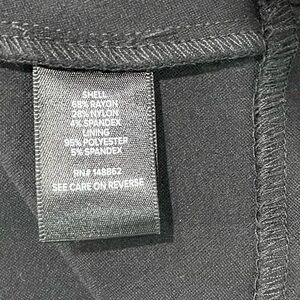 SHELL
68% RAYON
28% NYLON
4% SPANDEX
LINING
95% POLYESTER
5% SPANDEX
RN# 148862
SEE CARE ON REVERSE